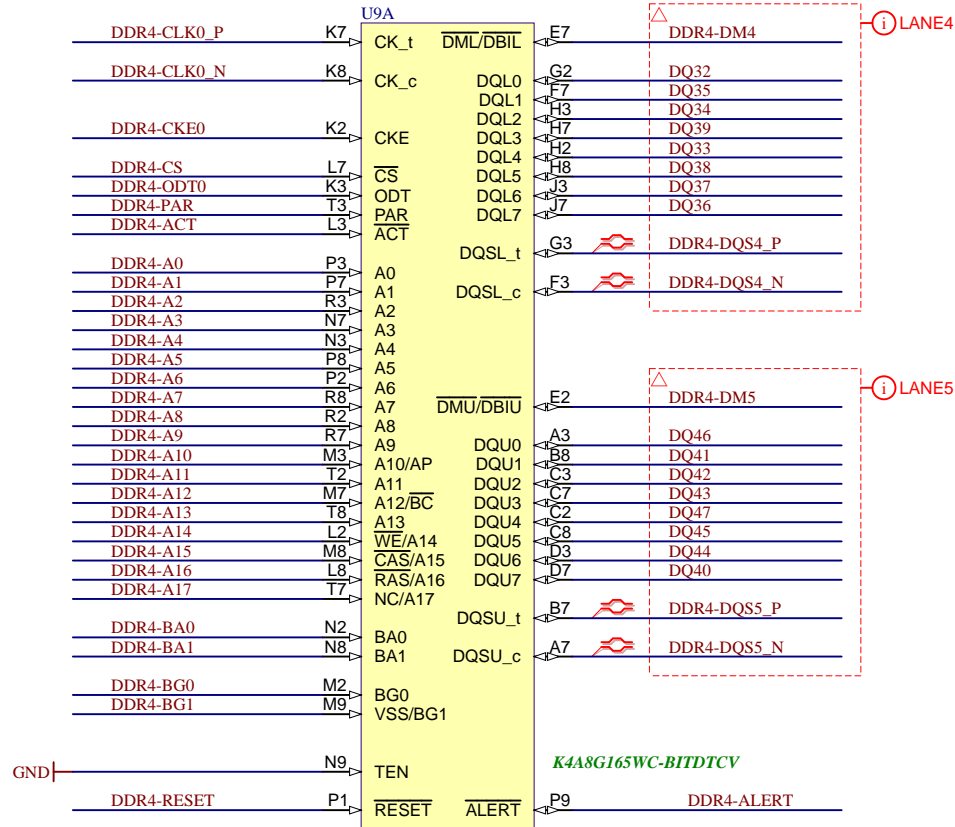 U9A
DDR4-CLK0_P K7 CK_t DML/DBIL E7 DDR4-DM4 LANE4
DDR4-CLK0_N K8 CK_c DQL0 G2 DQ32
DQL1 F7 DQ35
DQL2 H3 DQ34
DDR4-CKE0 K2 CKE DQL3 H7 DQ39
DQL4 H2 DQ33
DDR4-CS L7 CS DQL5 H8 DQ38
DDR4-ODT0 K3 ODT DQL6 J3 DQ37
DDR4-PAR T3 PAR DQL7 J7 DQ36
DDR4-ACT L3 ACT
DQSL_t G3 DDR4-DQS4_P
DDR4-A0 P3 A0
DDR4-A1 P7 A1 DQSL_c F3 DDR4-DQS4_N
DDR4-A2 R3 A2
DDR4-A3 N7 A3
DDR4-A4 N3 A4
DDR4-A5 P8 A5
DDR4-A6 P2 A6 LANE5
DDR4-A7 R8 A7 DMU/DBIU E2 DDR4-DM5
DDR4-A8 R2 A8
DDR4-A9 R7 A9 DQU0 A3 DQ46
DDR4-A10 M3 A10/AP DQU1 B8 DQ41
DDR4-A11 T2 A11 DQU2 C3 DQ42
DDR4-A12 M7 A12/BC DQU3 C7 DQ43
DDR4-A13 T8 A13 DQU4 C2 DQ47
DDR4-A14 L2 WE/A14 DQU5 C8 DQ45
DDR4-A15 M8 CAS/A15 DQU6 D3 DQ44
DDR4-A16 L8 RAS/A16 DQU7 D7 DQ40
DDR4-A17 T7 NC/A17
DQSU_t B7 DDR4-DQS5_P
DDR4-BA0 N2 BA0
DDR4-BA1 N8 BA1 DQSU_c A7 DDR4-DQS5_N
DDR4-BG0 M2 BG0
DDR4-BG1 M9 VSS/BG1
GND N9 TEN K4A8G165WC-BITDTCV
DDR4-RESET P1 RESET ALERT P9 DDR4-ALERT